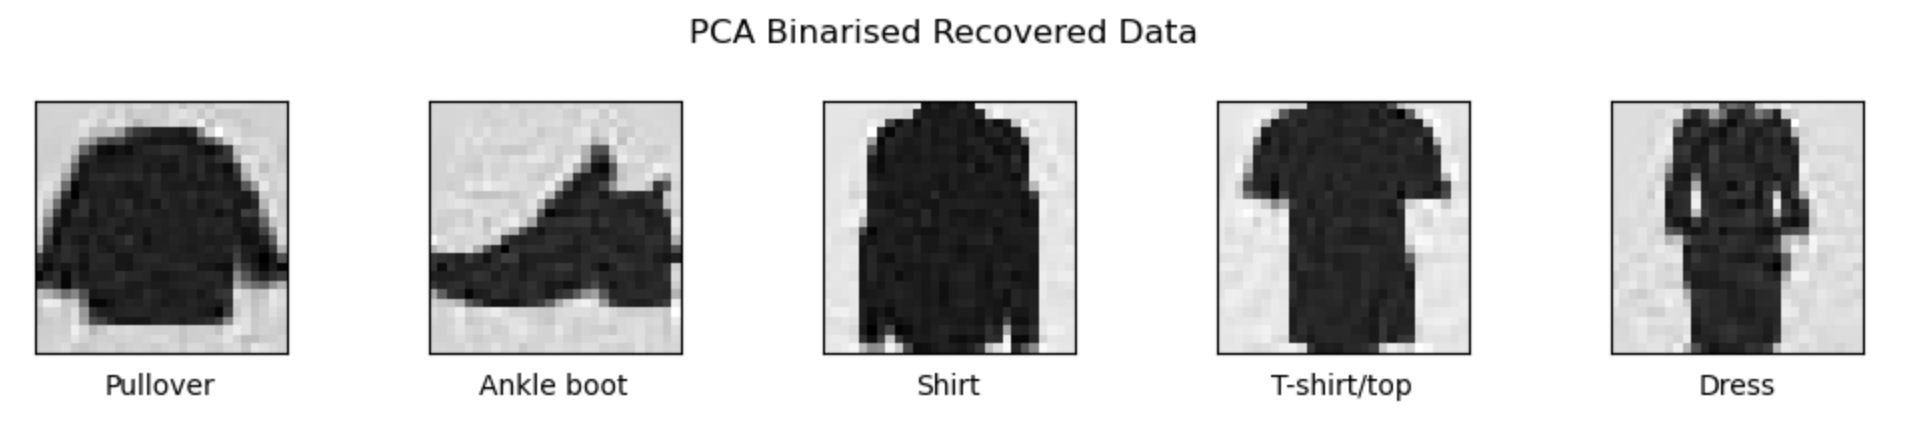 PCA Binarised Recovered Data
Pullover
Ankle boot
Shirt
T-shirt/top
Dress